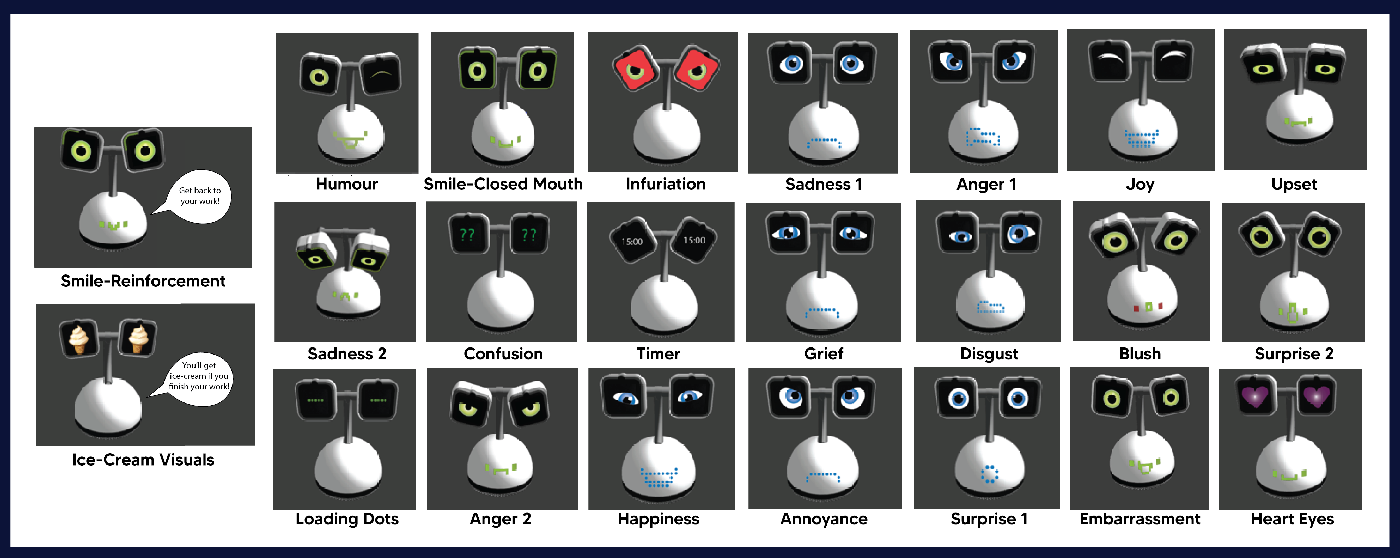 Humour
Smile-Closed Mouth
Infuriation
Sadness 1
Anger 1
Joy
Upset
Get back to
your work!
Smile-Reinforcement
??
??
15:00
15:00
Sadness 2
Confusion
Timer
Grief
Disgust
Blush
Surprise 2
You'll get
ice-cream if you
finish your work!
Ice-Cream Visuals
Loading Dots
Anger 2
Happiness
Annoyance
Surprise 1
Embarrassment
Heart Eyes